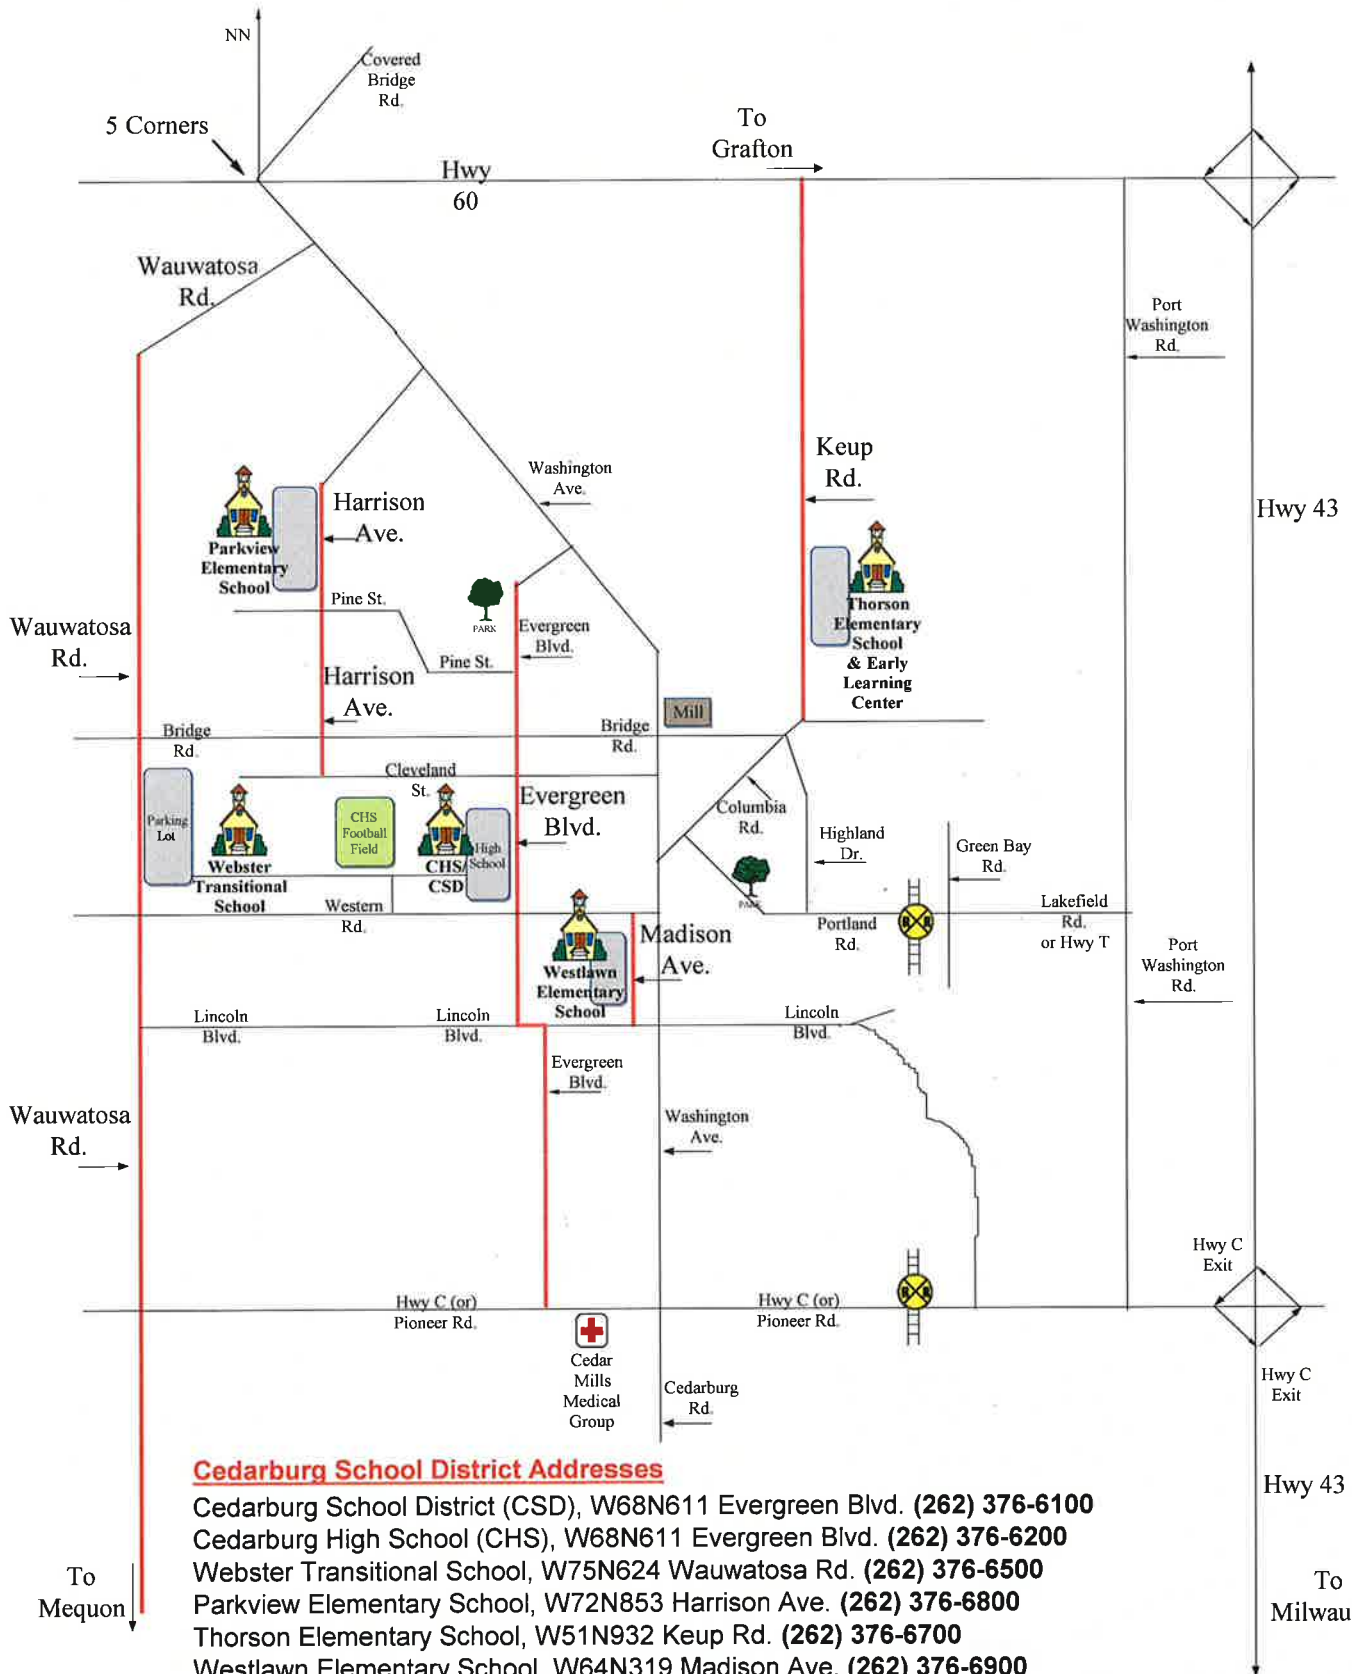 NN
Covered
Bridge
Rd.
5 Corners
To
Grafton
Hwy
60
Wauwatosa
Rd.
Port
Washington
Rd.
Keup
Rd.
Washington
Ave.
Harrison
Ave.
Hwy 43
Parkview
Elementary
School
Pine St.
PARK
Evergreen
Blvd.
Thorson
Elementary
School
& Early
Learning
Center
Wauwatosa
Rd.
Pine St.
Harrison
Ave.
Mill
Bridge
Rd.
Bridge
Rd.
Cleveland
St.
Evergreen
Blvd.
Columbia
Rd.
Parking
Lot
CHS
Football
Field
High
School
Highland
Dr.
Green Bay
Rd.
Webster
Transitional
School
CHS/
CSD
PARK
Western
Rd.
Madison
Ave.
Portland
Rd.
R R
Lakefield
Rd.
or Hwy T
Port
Washington
Rd.
Westlawn
Elementary
School
Lincoln
Blvd.
Lincoln
Blvd.
Lincoln
Blvd.
Evergreen
Blvd.
Wauwatosa
Rd.
Washington
Ave.
Hwy C
Exit
Hwy C (or)
Pioneer Rd.
Hwy C (or)
Pioneer Rd.
R R
Cedar
Mills
Medical
Group
Cedarburg
Rd.
Hwy C
Exit
Hwy 43
Cedarburg School District Addresses
Cedarburg School District (CSD), W68N611 Evergreen Blvd. (262) 376-6100
Cedarburg High School (CHS), W68N611 Evergreen Blvd. (262) 376-6200
Webster Transitional School, W75N624 Wauwatosa Rd. (262) 376-6500
Parkview Elementary School, W72N853 Harrison Ave. (262) 376-6800
Thorson Elementary School, W51N932 Keup Rd. (262) 376-6700
Westlawn Elementary School, W64N319 Madison Ave. (262) 376-6900
To
Mequon
To
Milwau